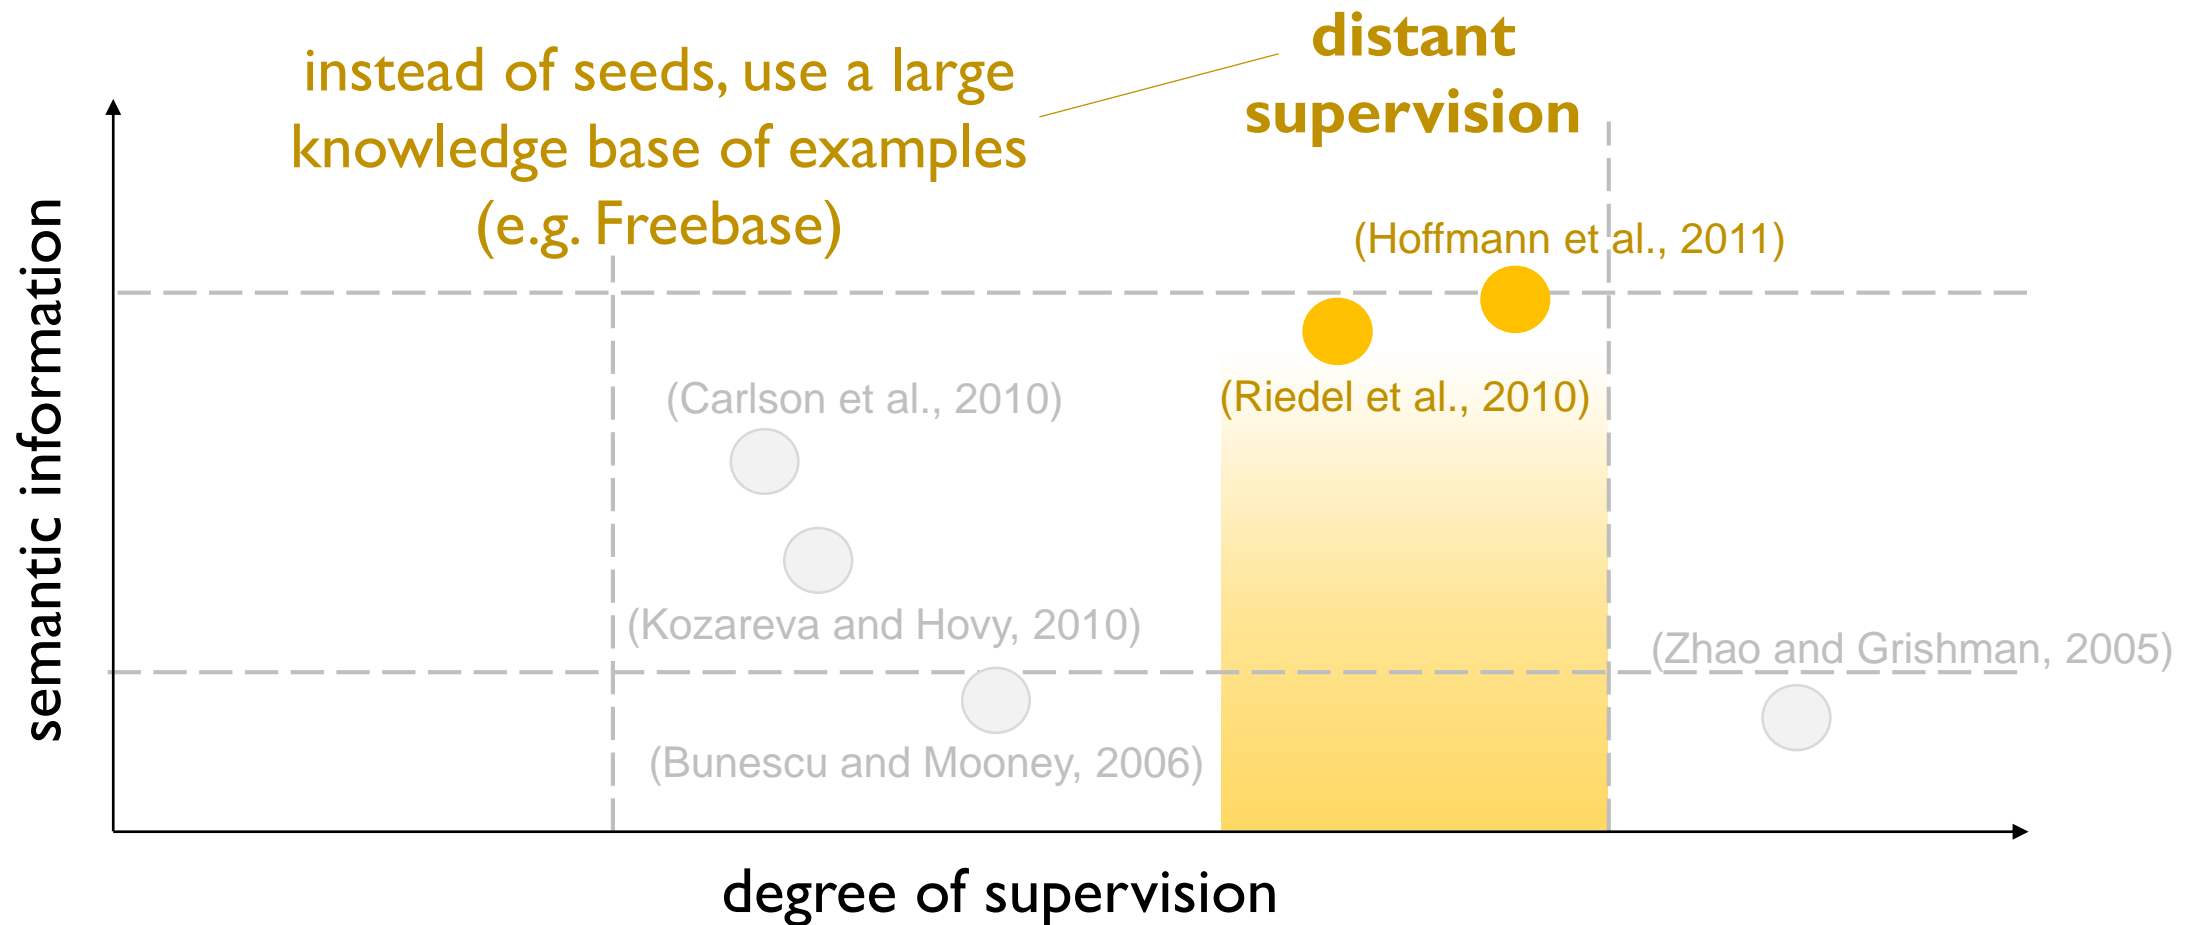 distant
supervision
instead of seeds, use a large
knowledge base of examples
(e.g. Freebase)
semantic information
(Hoffmann et al., 2011)
(Carlson et al., 2010)
(Riedel et al., 2010)
(Kozareva and Hovy, 2010)
(Zhao and Grishman, 2005)
(Bunescu and Mooney, 2006)
degree of supervision